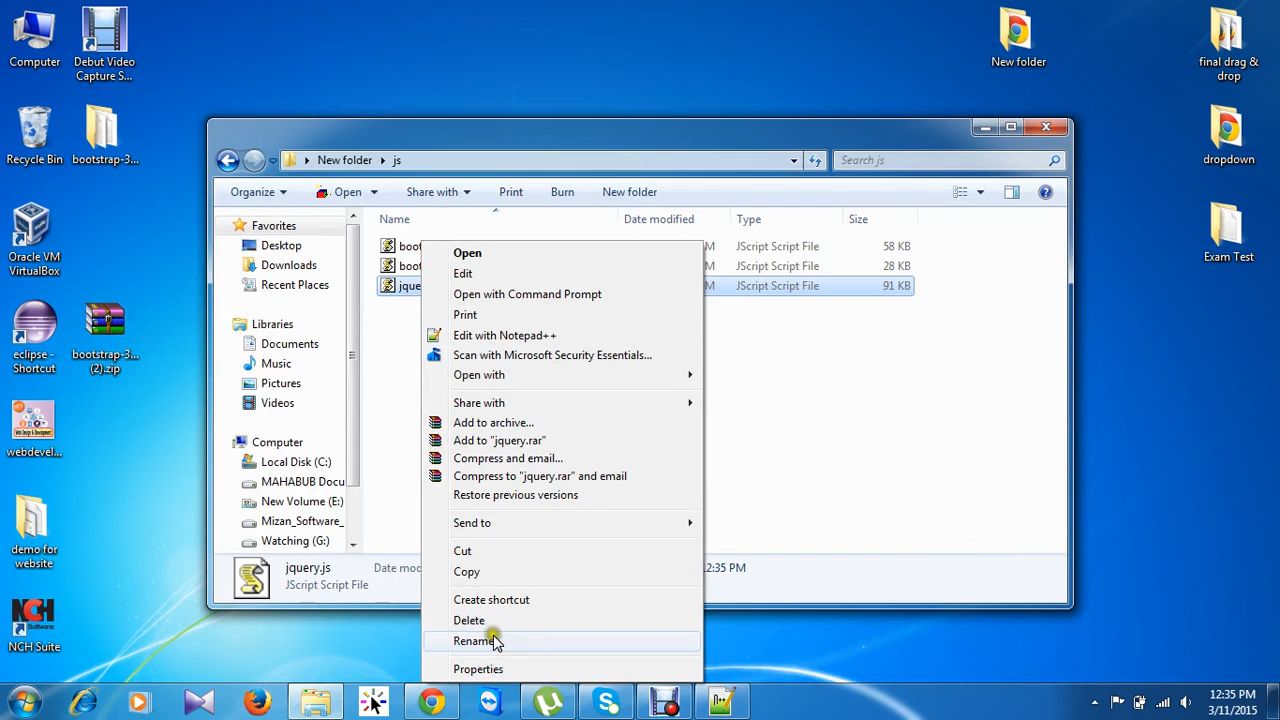 Computer
Debut Video
Capture S...
New folder
final drag &
drop
Recycle Bin
bootstrap-3...
dropdown
Oracle VM
VirtualBox
Exam Test
eclipse -
Shortcut
bootstrap-3...
(2).zip
webdevel...
demo for
website
NCH Software
NCH Suite
New folder
js
Search js
Organize
Open
Share with
Print
Burn
New folder
Name
Date modified
Type
Size
Favorites
Desktop
Downloads
Recent Places
Libraries
Documents
Music
Pictures
Videos
Computer
Local Disk (C:)
MAHABUB Docu
New Volume (E:)
Mizan_Software_
Watching (G:)
boot
M
JScript Script File
58 KB
boot
M
JScript Script File
28 KB
jque
JScript Script File
91 KB
Open
Edit
Open with Command Prompt
Print
Edit with Notepad++
Scan with Microsoft Security Essentials...
Open with
Share with
Add to archive...
Add to "jquery.rar"
Compress and email...
Compress to "jquery.rar" and email
Restore previous versions
Send to
Cut
Copy
Create shortcut
Delete
Rename
Properties
jquery.js
Date mod
12:35 PM
JScript Script File
12:35 PM
3/11/2015